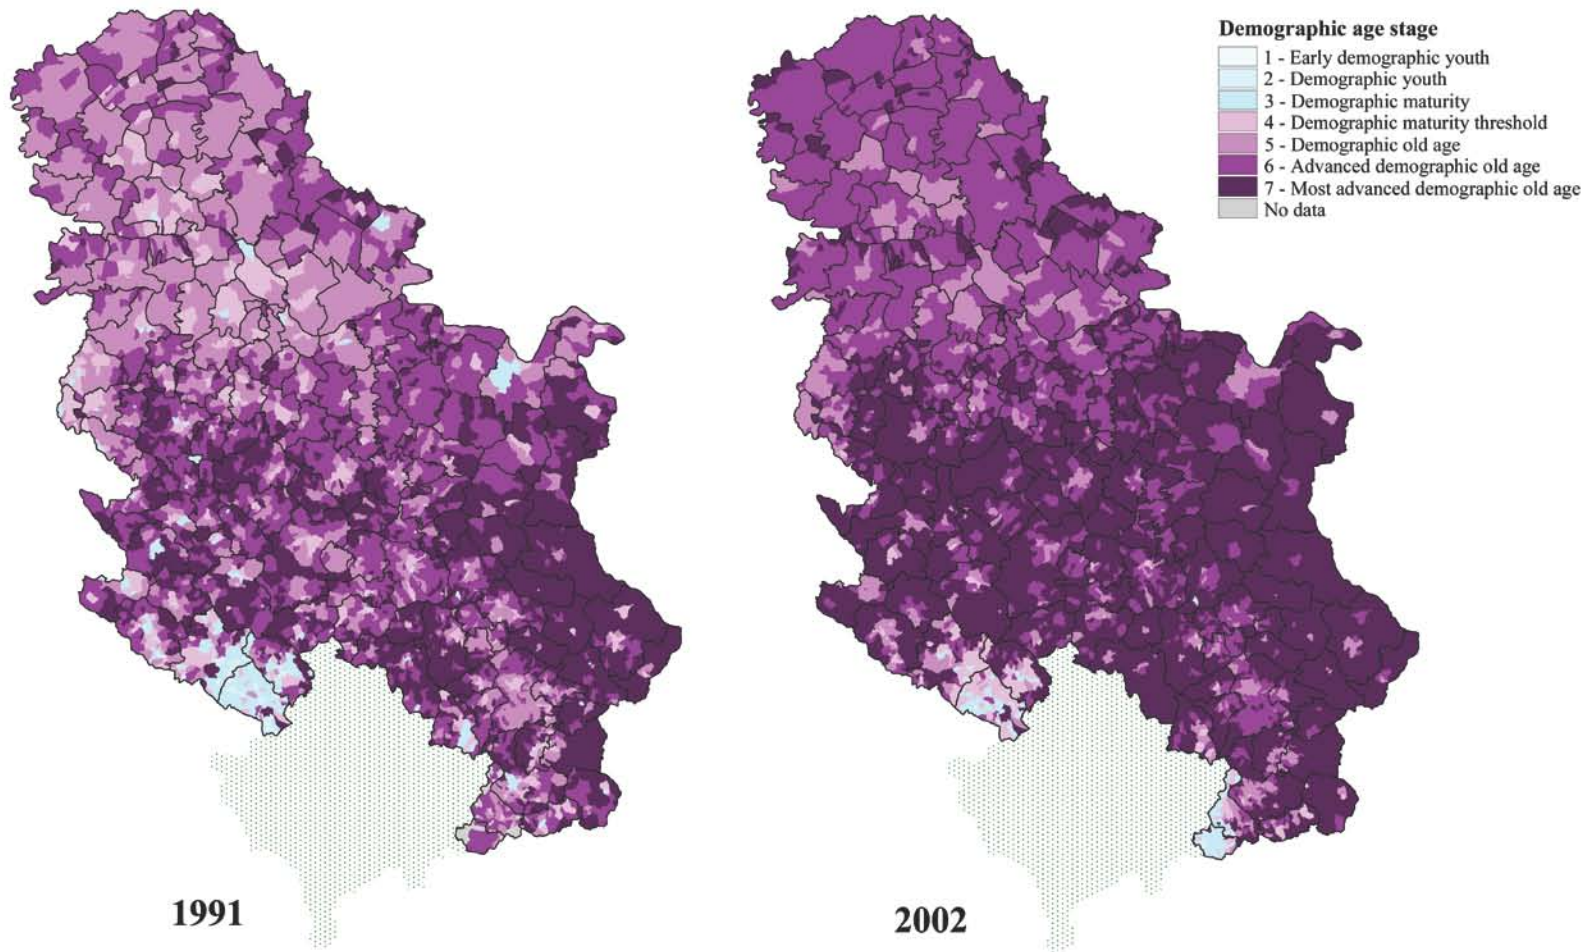 Demographic age stage
1 - Early demographic youth
2 - Demographic youth
3 - Demographic maturity
4 - Demographic maturity threshold
5 - Demographic old age
6 - Advanced demographic old age
7 - Most advanced demographic old age
No data
1991
2002